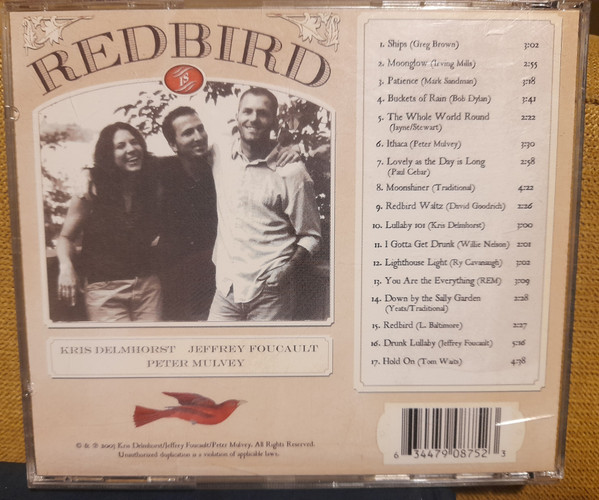 REDBIRD
IS
1. Ships (Greg Brown) 3:02
2. Moonglow (Irving Mills) 2:55
3. Patience (Mark Sandman) 3:18
4. Buckets of Rain (Bob Dylan) 3:41
5. The Whole World Round 2:22
(Jayne/Stewart)
6. Ithaca (Peter Mulvey) 3:30
7. Lovely as the Day is Long 2:58
(Paul Cebar)
8. Moonshiner (Traditional) 4:22
9. Redbird Waltz (David Goodrich) 2:26
10. Lullaby 101 (Kris Delmhorst) 3:00
11. I Gotta Get Drunk (Willie Nelson) 2:01
12. Lighthouse Light (Ry Cavanaugh) 3:02
13. You Are the Everything (REM) 3:09
14. Down by the Sally Garden 2:28
(Yeats/Traditional)
15. Redbird (L. Baltimore) 2:27
16. Drunk Lullaby (Jeffrey Foucault) 5:16
17. Hold On (Tom Waits) 4:38
KRIS DELMHORST JEFFREY FOUCAULT
PETER MULVEY
© & ℗ 2003 Kris Delmhorst/Jeffrey Foucault/Peter Mulvey. All Rights Reserved.
Unauthorized duplication is a violation of applicable laws.
6 34479 08752 3